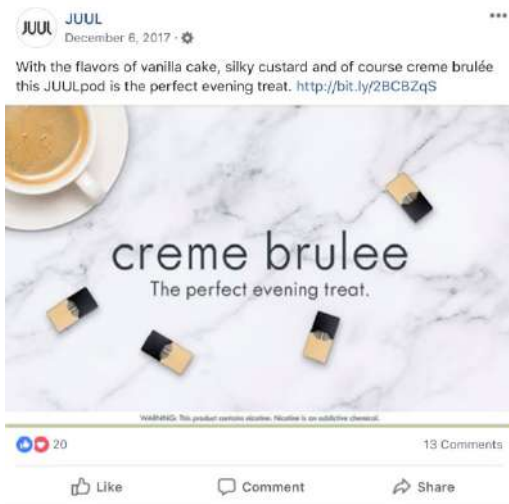 JUUL
JUUL
December 6, 2017 ·
With the flavors of vanilla cake, silky custard and of course creme brulée
this JUULpod is the perfect evening treat. http://bit.ly/2BCBZqS
creme brulee
The perfect evening treat.
WARNING: This product contains nicotine. Nicotine is an addictive chemical.
20
13 Comments
Like
Comment
Share